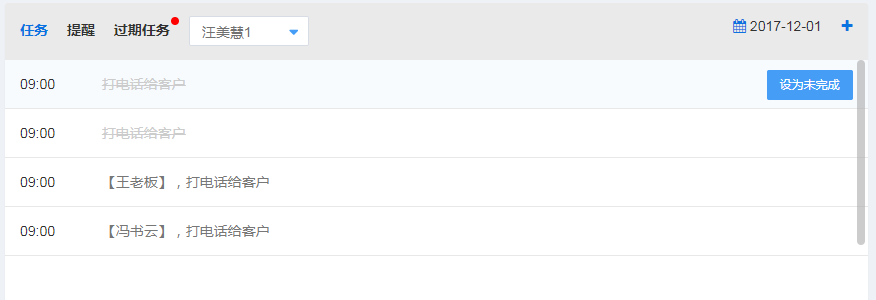 任务 提醒 过期任务 汪美慧1 2017-12-01
09:00 打电话给客户 设为未完成
09:00 打电话给客户
09:00 【王老板】，打电话给客户
09:00 【冯书云】，打电话给客户